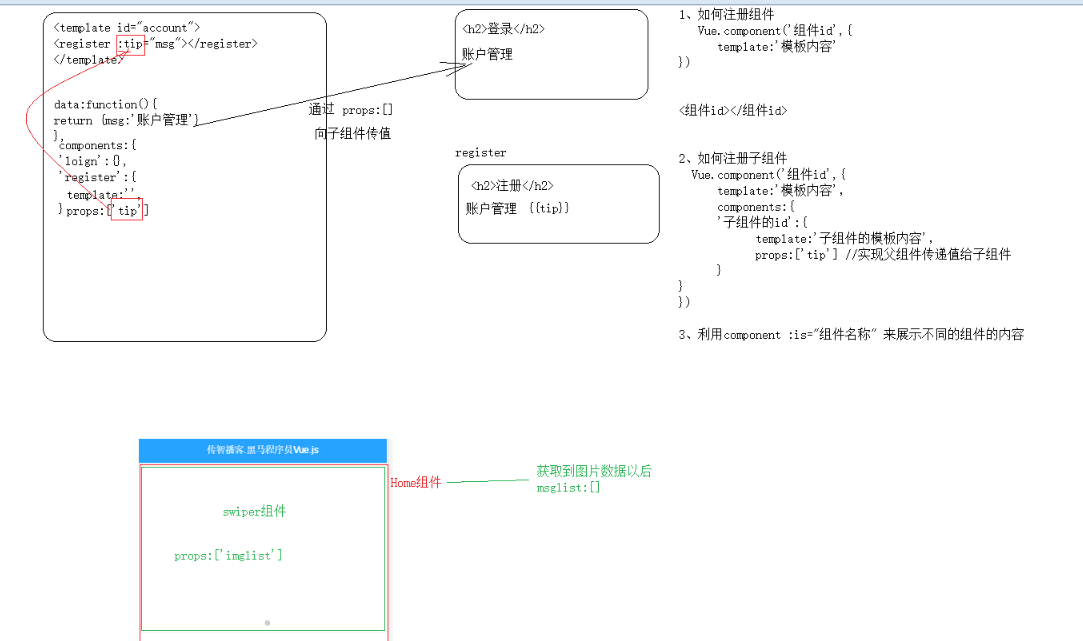 <template id="account">
<register :tip="msg"></register>
</template>
data:function(){
return {msg:'账户管理'}
},
components:{
'loign':{},
'register':{
template:'',
props:['tip']
}
通过 props:[]
向子组件传值
<h2>登录</h2>
账户管理
register
<h2>注册</h2>
账户管理 {{tip}}
1、如何注册组件
Vue.component('组件id',{
template:'模板内容'
})
<组件id></组件id>
2、如何注册子组件
Vue.component('组件id',{
template:'模板内容',
components:{
'子组件的id':{
template:'子组件的模板内容',
props:['tip'] //实现父组件传递值给子组件
}
}
})
3、利用component :is="组件名称" 来展示不同的组件的内容
传智播客.黑马程序员Vue.js
Home组件
获取到图片数据以后
msglist:[]
swiper组件
props:['imglist']